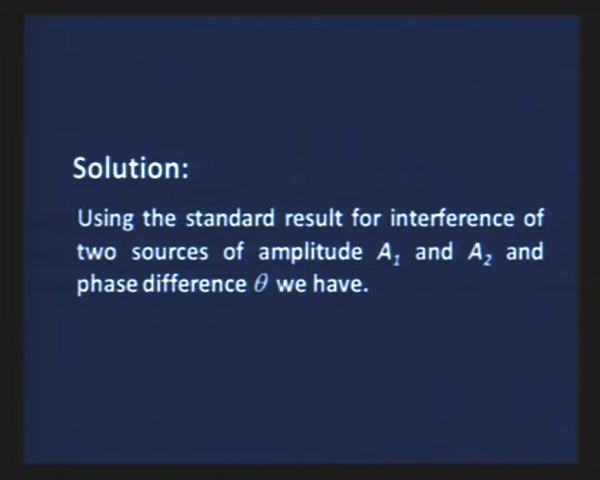 Solution:
Using the standard result for interference of
two sources of amplitude A₁ and A₂ and
phase difference θ we have.